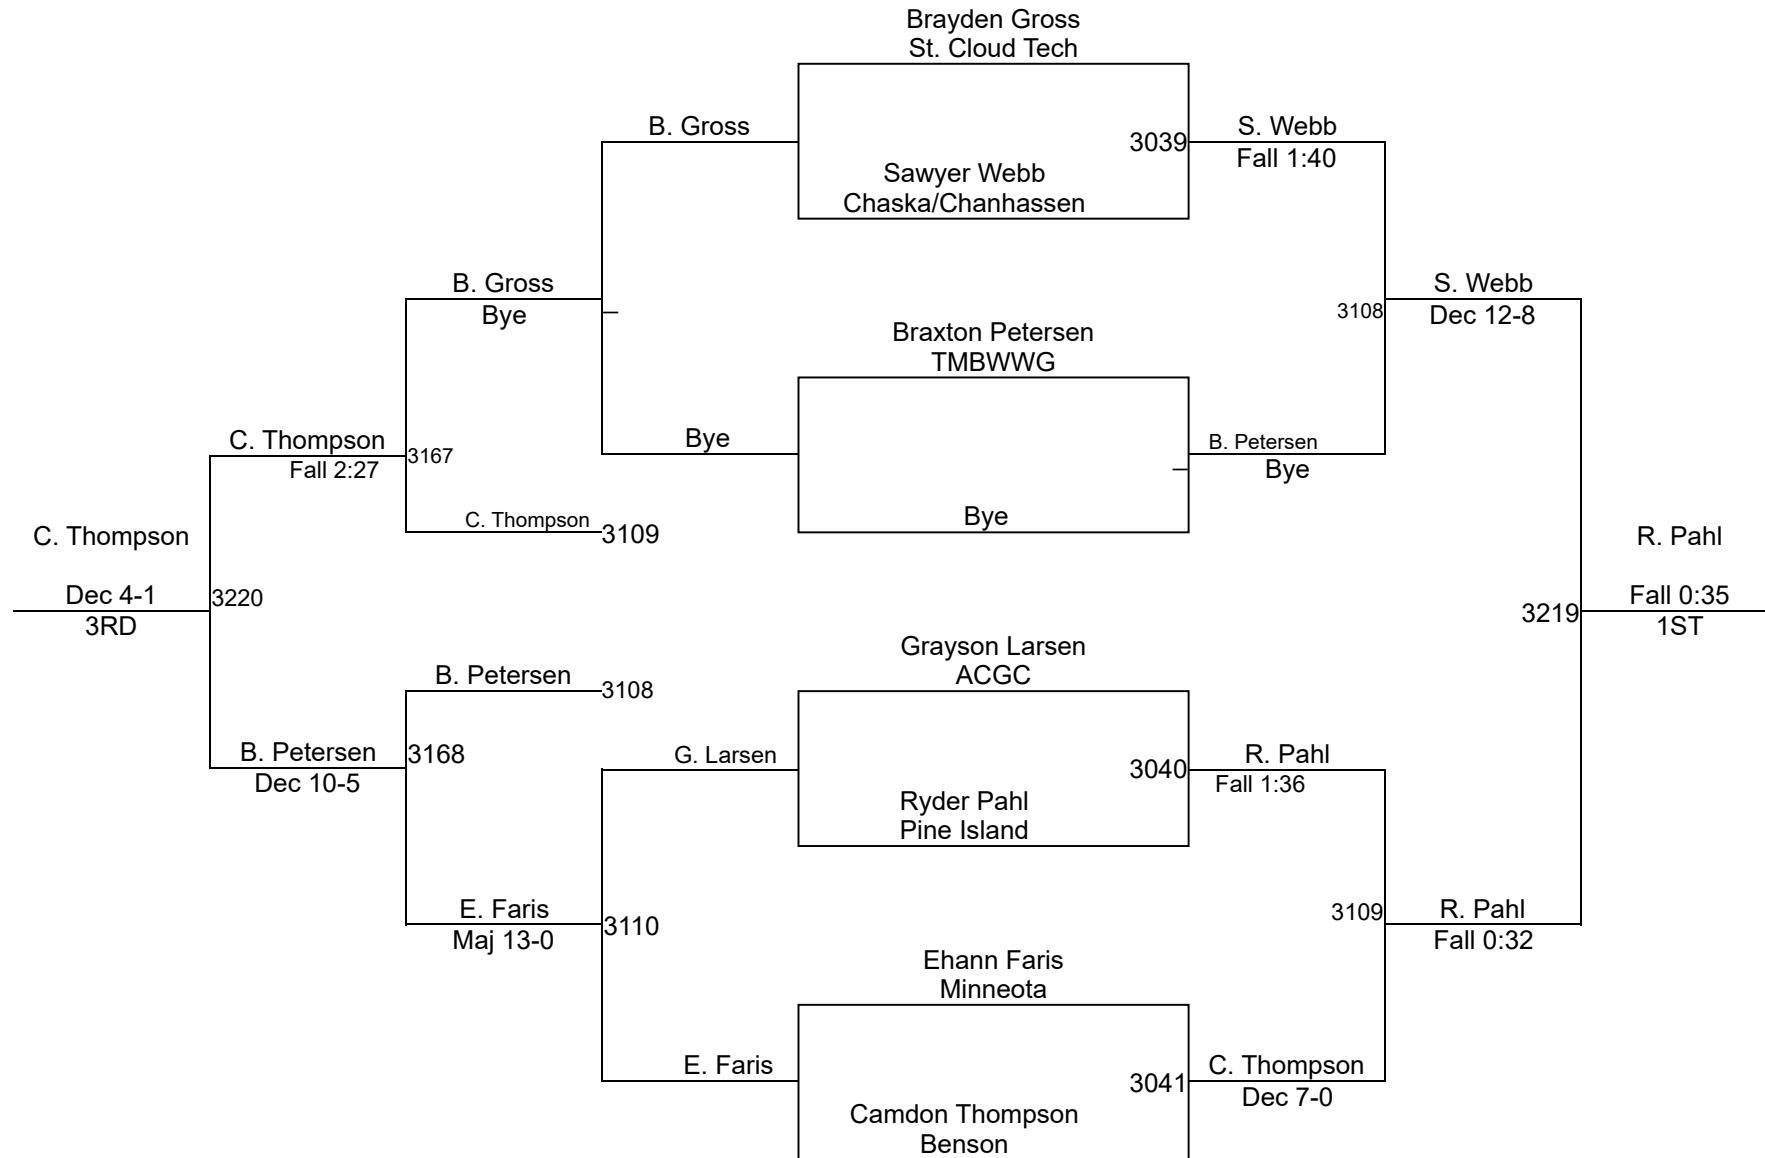 Brayden Gross
St. Cloud Tech
B. Gross
3039
S. Webb
Fall 1:40
Sawyer Webb
Chaska/Chanhassen
B. Gross
Bye
3108
S. Webb
Dec 12-8
Braxton Petersen
TMBWWG
C. Thompson
Fall 2:27
3167
Bye
B. Petersen
Bye
C. Thompson
3109
Bye
C. Thompson
R. Pahl
Dec 4-1
3RD
3220
3219
Fall 0:35
1ST
Grayson Larsen
ACGC
B. Petersen
3108
B. Petersen
Dec 10-5
3168
G. Larsen
3040
R. Pahl
Fall 1:36
Ryder Pahl
Pine Island
E. Faris
Maj 13-0
3110
3109
R. Pahl
Fall 0:32
Ehann Faris
Minneota
E. Faris
3041
C. Thompson
Dec 7-0
Camdon Thompson
Benson